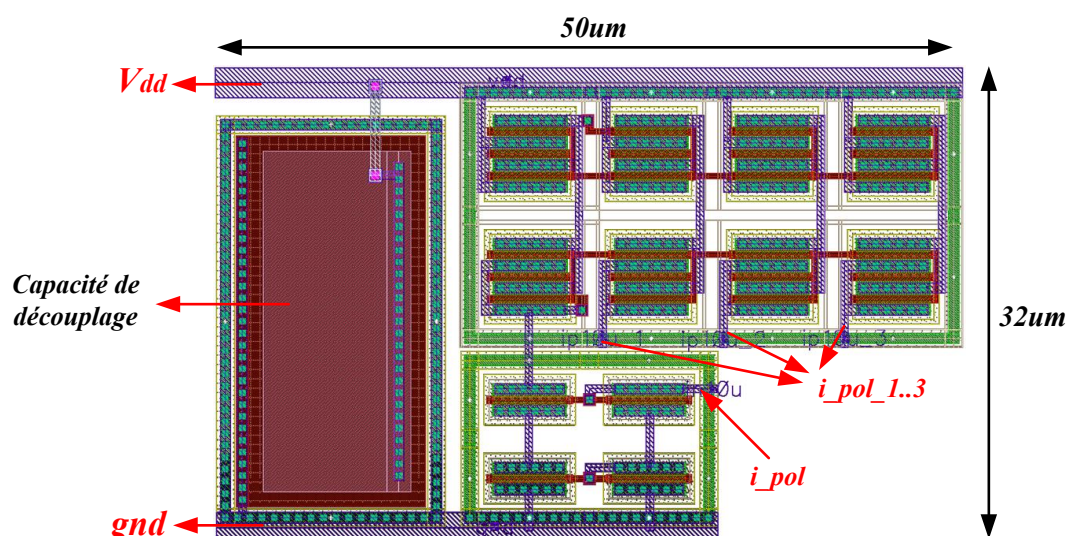 50um
Vdd
Capacité de
découplage
32um
i_pol_1..3
i_pol
gnd